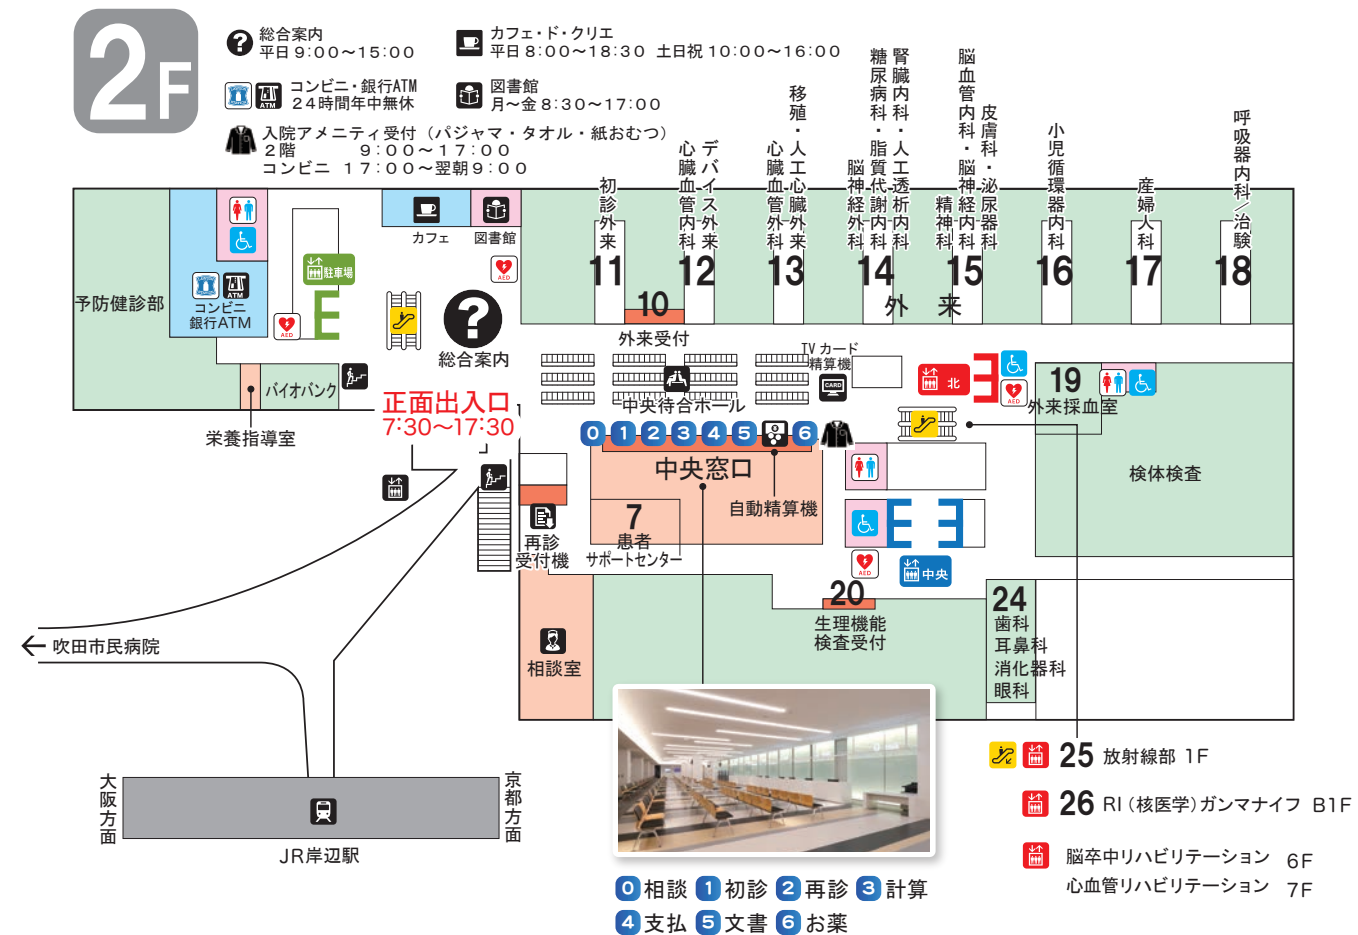 2F
総合案内
平日 9:00〜15:00
カフェ・ド・クリエ
平日 8:00〜18:30 土日祝 10:00〜16:00
コンビニ・銀行ATM
24時間年中無休
ATM
図書館
月〜金 8:30〜17:00
入院アメニティ受付（パジャマ・タオル・紙おむつ）
2階 9:00〜17:00
コンビニ 17:00〜翌朝9:00
初診外来
11
デバイス外来
心臓血管内科
12
移殖・人工心臓外来
心臓血管外科
13
腎臓内科・人工透析内科
糖尿病科・脂質代謝内科
脳神経外科
14
皮膚科・泌尿器科
脳血管内科・脳神経内科
精神科
15
小児循環器内科
16
産婦人科
17
呼吸器内科／治験
18
外来
10
外来受付
カフェ
図書館
AED
駐車場
E
AED
予防健診部
ATM
コンビニ
銀行ATM
?
総合案内
バイオバンク
栄養指導室
正面出入口
7:30〜17:30
TVカード
精算機
CARD
中央待合ホール
北
E
AED
19
外来採血室
検体検査
0 1 2 3 4 5 6
中央窓口
自動精算機
7
患者
サポートセンター
再診
受付機
E E
AED
中央
20
生理機能
検査受付
24
歯科
耳鼻科
消化器科
眼科
相談室
← 吹田市民病院
大阪方面
京都方面
JR岸辺駅
25 放射線部 1F
26 RI（核医学）ガンマナイフ B1F
脳卒中リハビリテーション 6F
心血管リハビリテーション 7F
0 相談 1 初診 2 再診 3 計算
4 支払 5 文書 6 お薬